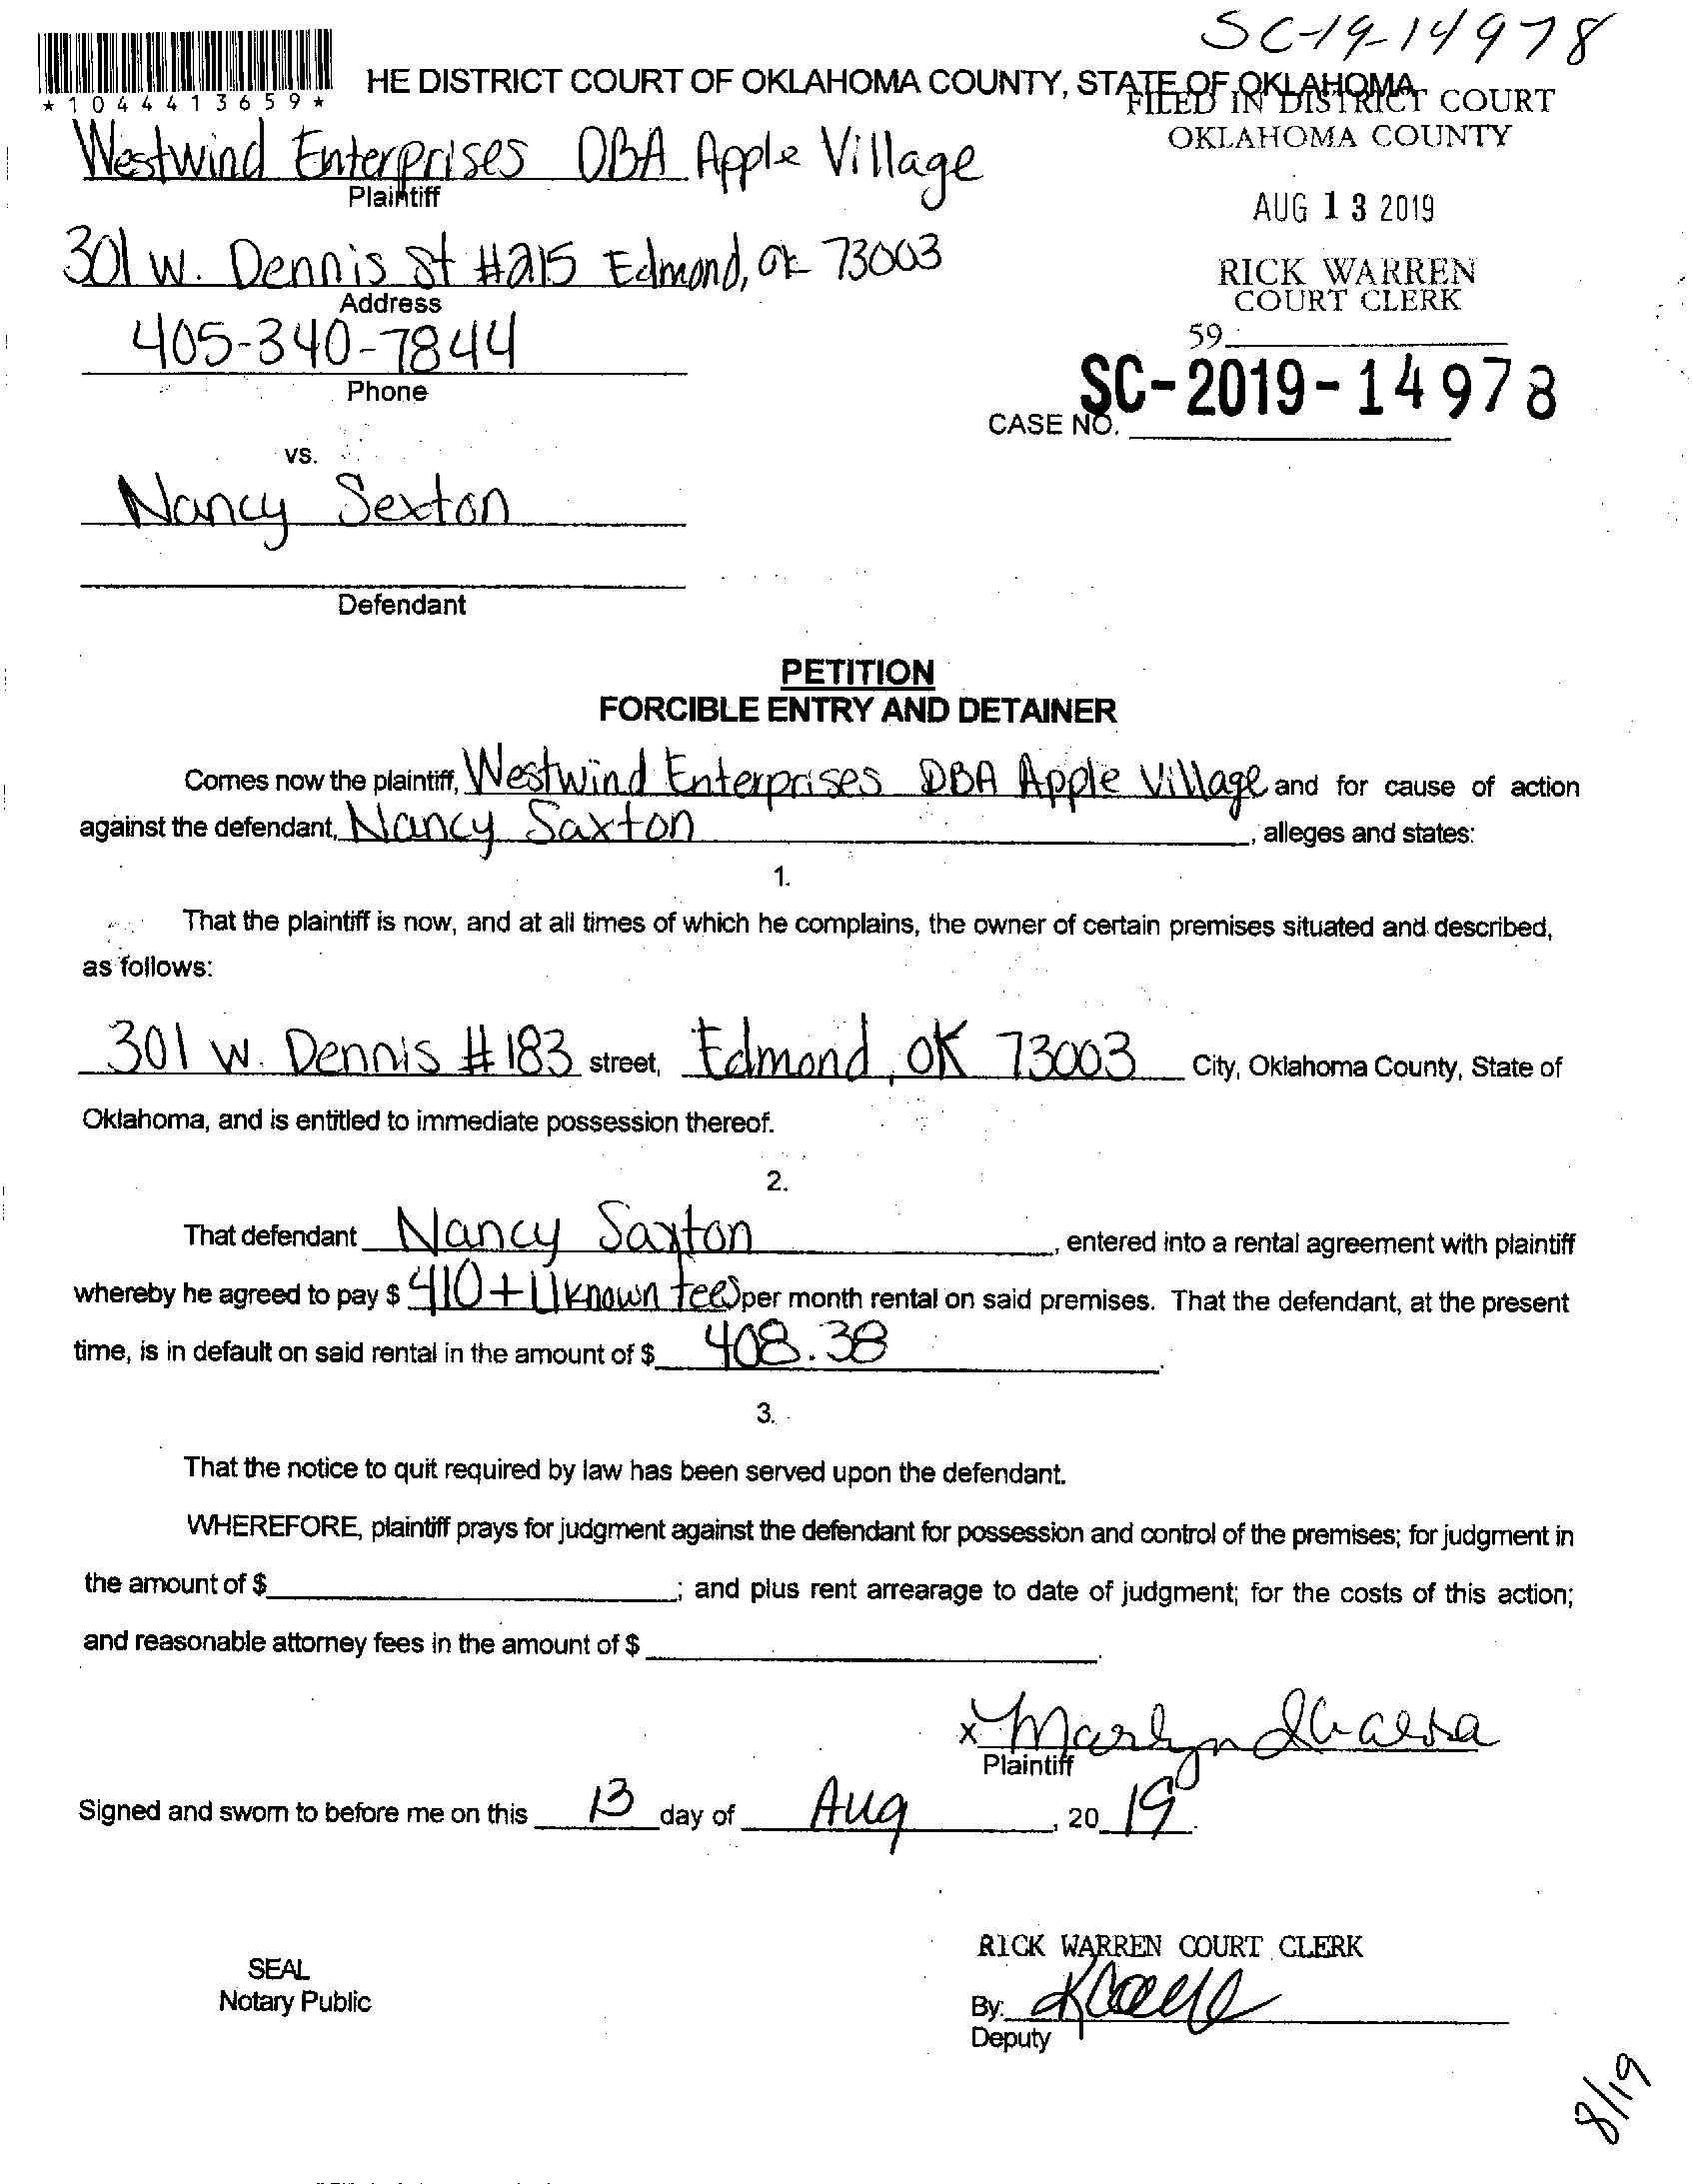 SC-19-14978
*1044413659*
HE DISTRICT COURT OF OKLAHOMA COUNTY, STATE OF OKLAHOMA
FILED IN DISTRICT COURT
OKLAHOMA COUNTY
Westwind Enterprises DBA Apple Village
Plaintiff
AUG 13 2019
301 W. Dennis St #215 Edmond, OK 73003
Address
RICK WARREN
COURT CLERK
405-340-7844
Phone
59
SC-2019-14978
CASE NO.
vs.
Nancy Sexton
Defendant
PETITION
FORCIBLE ENTRY AND DETAINER
Comes now the plaintiff, Westwind Enterprises DBA Apple Village and for cause of action
against the defendant, Nancy Saxton, alleges and states:
1.
That the plaintiff is now, and at all times of which he complains, the owner of certain premises situated and described,
as follows:
301 W. Dennis #183 street, Edmond, OK 73003 City, Oklahoma County, State of
Oklahoma, and is entitled to immediate possession thereof.
2.
That defendant Nancy Saxton, entered into a rental agreement with plaintiff
whereby he agreed to pay $ 410 + Uknown fees per month rental on said premises. That the defendant, at the present
time, is in default on said rental in the amount of $ 408.38.
3.
That the notice to quit required by law has been served upon the defendant.
WHEREFORE, plaintiff prays for judgment against the defendant for possession and control of the premises; for judgment in
the amount of $ ; and plus rent arrearage to date of judgment; for the costs of this action;
and reasonable attorney fees in the amount of $ .
x
Plaintiff
Signed and sworn to before me on this 13 day of Aug, 20 19.
RICK WARREN COURT CLERK
SEAL
Notary Public
By:
Deputy
8/19